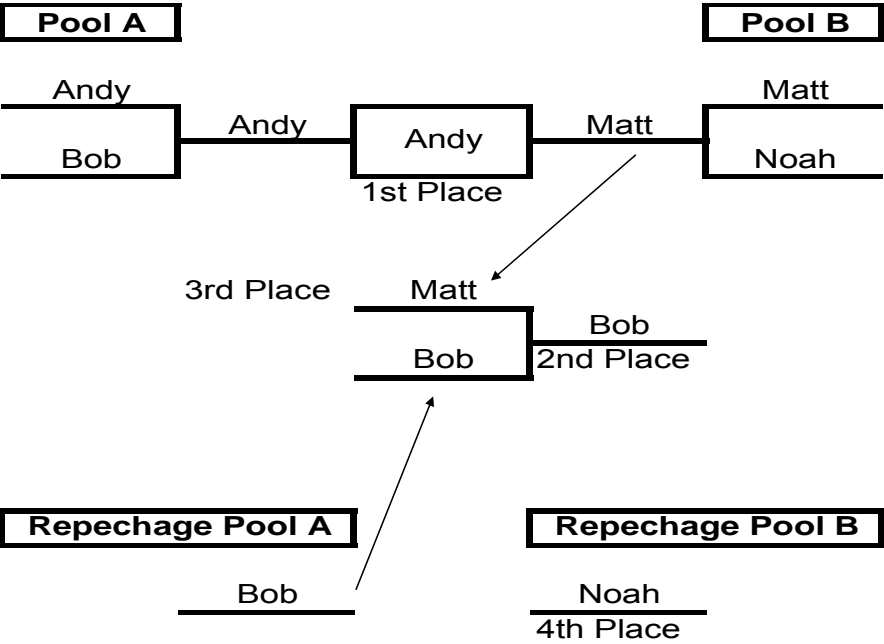 Pool A
Pool B
Andy
Matt
Andy
Andy
Matt
Bob
Noah
1st Place
3rd Place
Matt
Bob
Bob
2nd Place
Repechage Pool A
Repechage Pool B
Bob
Noah
4th Place